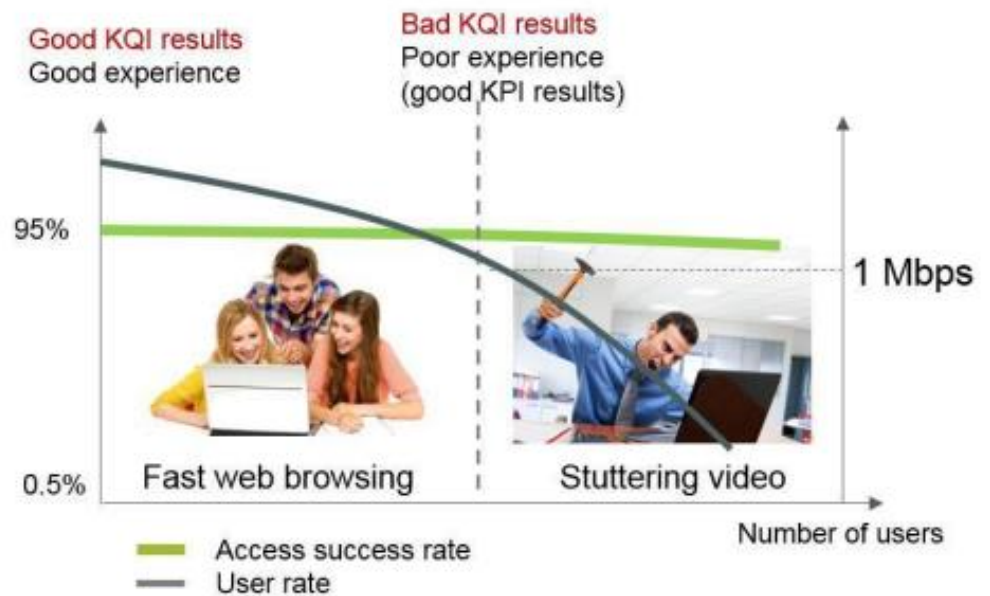 Good KQI results
Good experience
Bad KQI results
Poor experience
(good KPI results)
95%
1 Mbps
0.5%
Fast web browsing
Stuttering video
Number of users
Access success rate
User rate